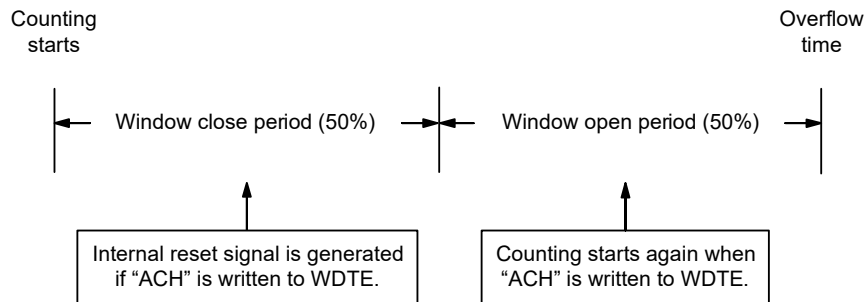 Counting
starts
Overflow
time
Window close period (50%)
Window open period (50%)
Internal reset signal is generated
if “ACH” is written to WDTE.
Counting starts again when
“ACH” is written to WDTE.